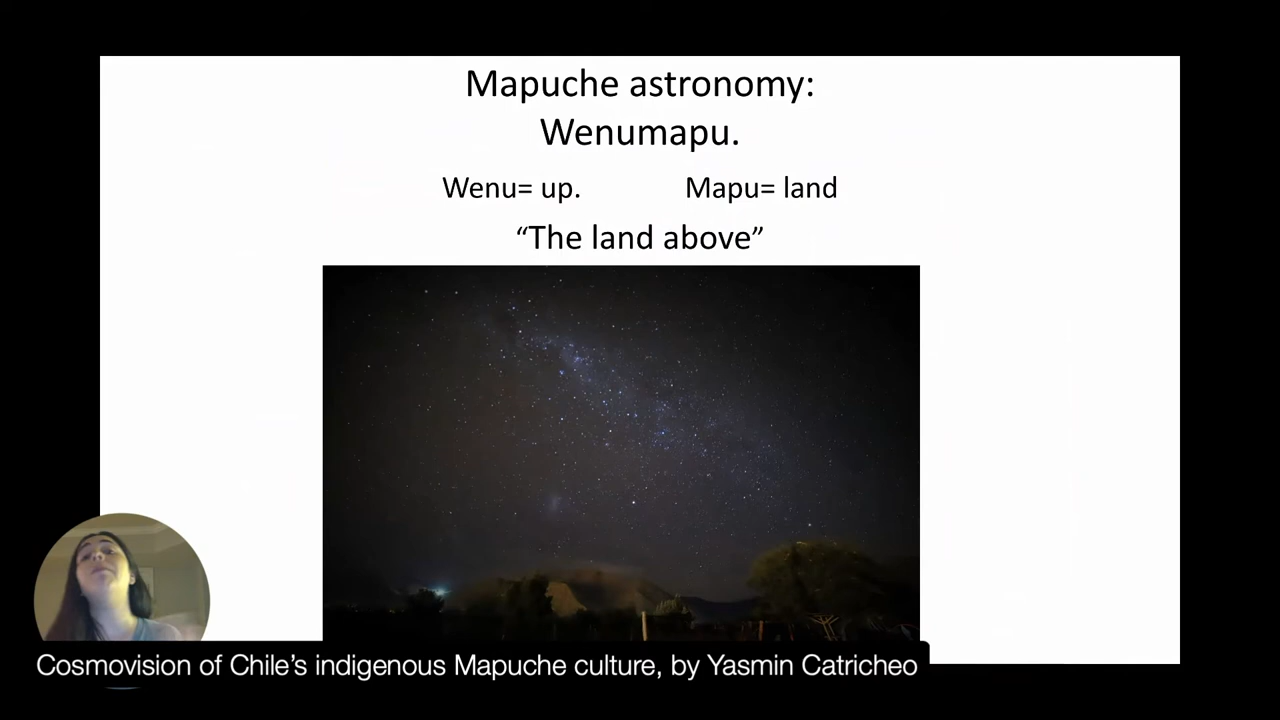 Mapuche astronomy:
Wenumapu.
Wenu= up. Mapu= land
“The land above”
Cosmovision of Chile’s indigenous Mapuche culture, by Yasmin Catricheo